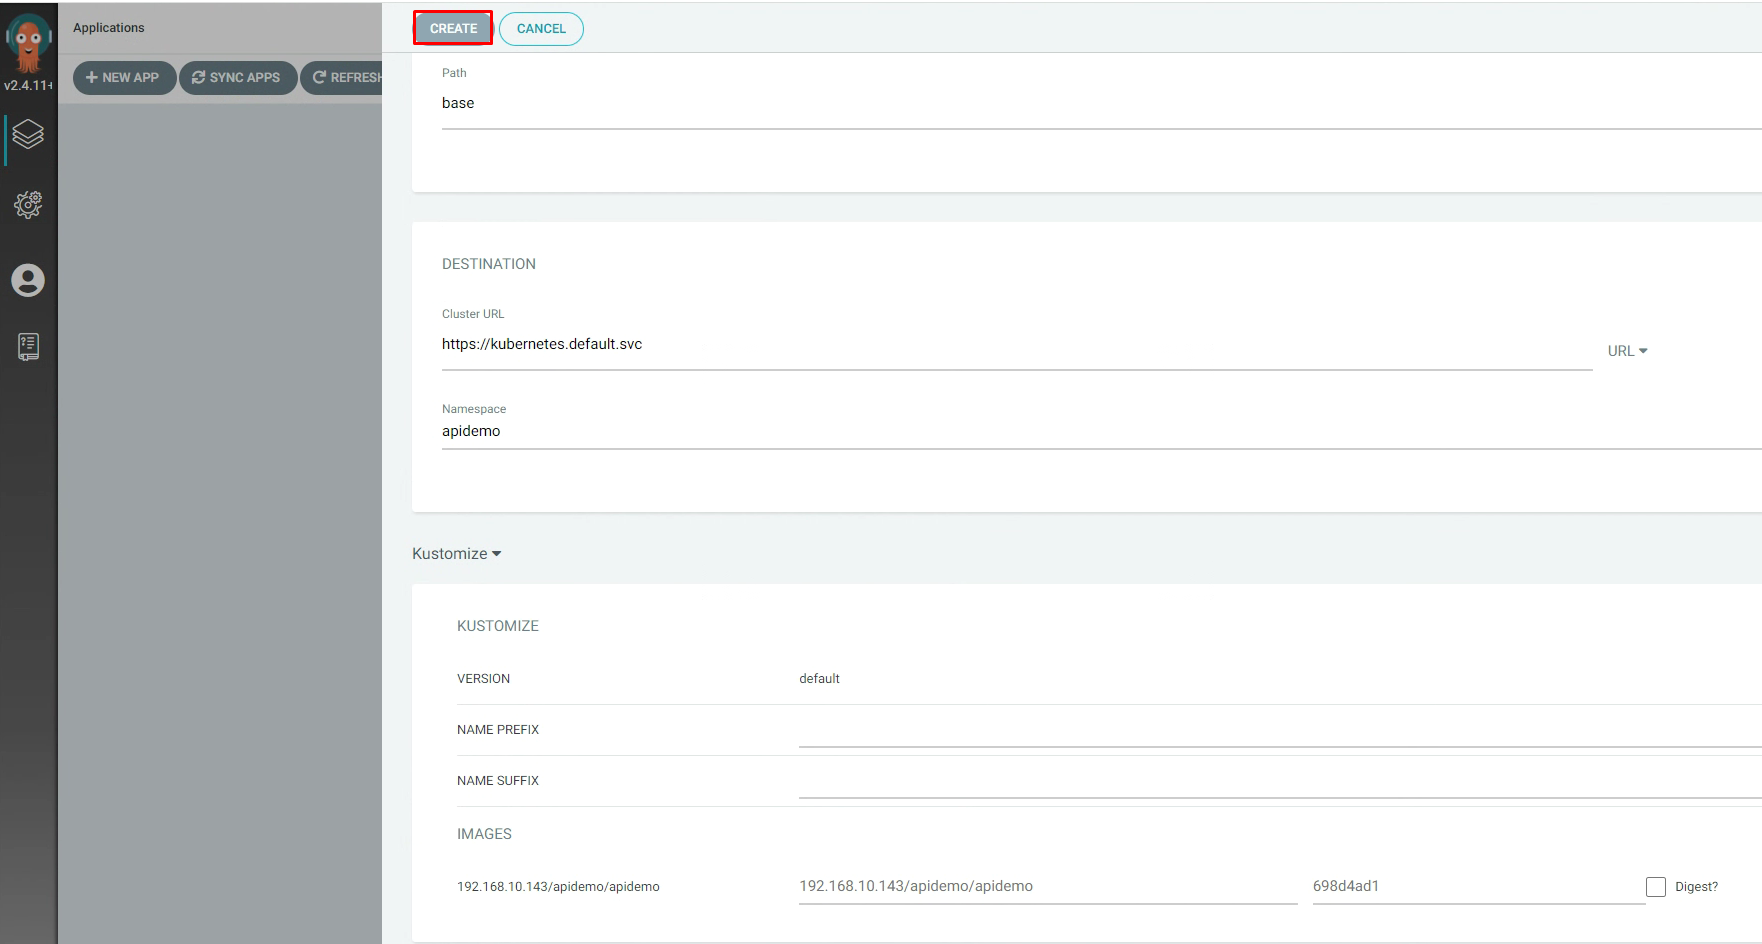 Applications
CREATE
CANCEL
v2.4.11+
NEW APP
SYNC APPS
REFRESH
Path
base
DESTINATION
Cluster URL
https://kubernetes.default.svc
URL
Namespace
apidemo
Kustomize
KUSTOMIZE
VERSION default
NAME PREFIX
NAME SUFFIX
IMAGES
192.168.10.143/apidemo/apidemo 192.168.10.143/apidemo/apidemo 698d4ad1 Digest?